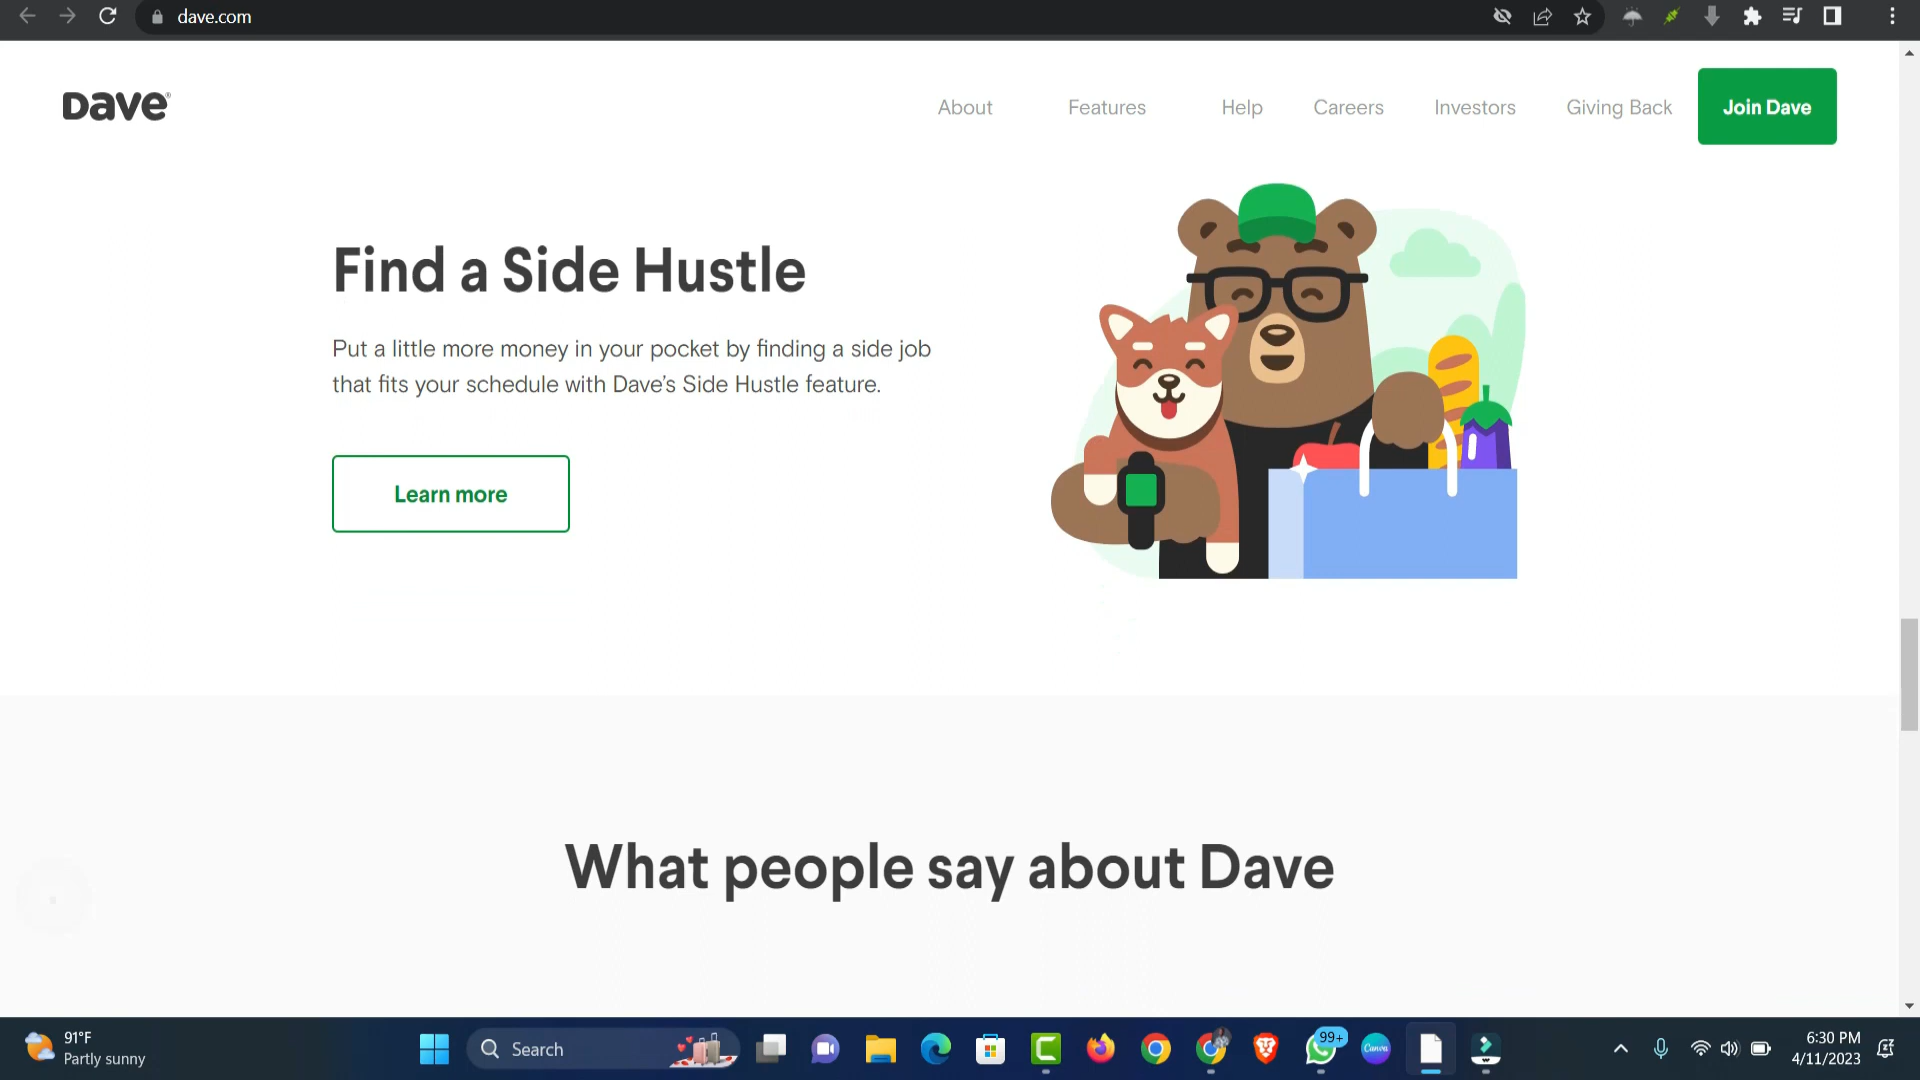 dave.com
Dave®
About
Features
Help
Careers
Investors
Giving Back
Join Dave
Find a Side Hustle
Put a little more money in your pocket by finding a side job
that fits your schedule with Dave’s Side Hustle feature.
Learn more
What people say about Dave
91°F
Partly sunny
Search
99+
Canva
6:30 PM
4/11/2023